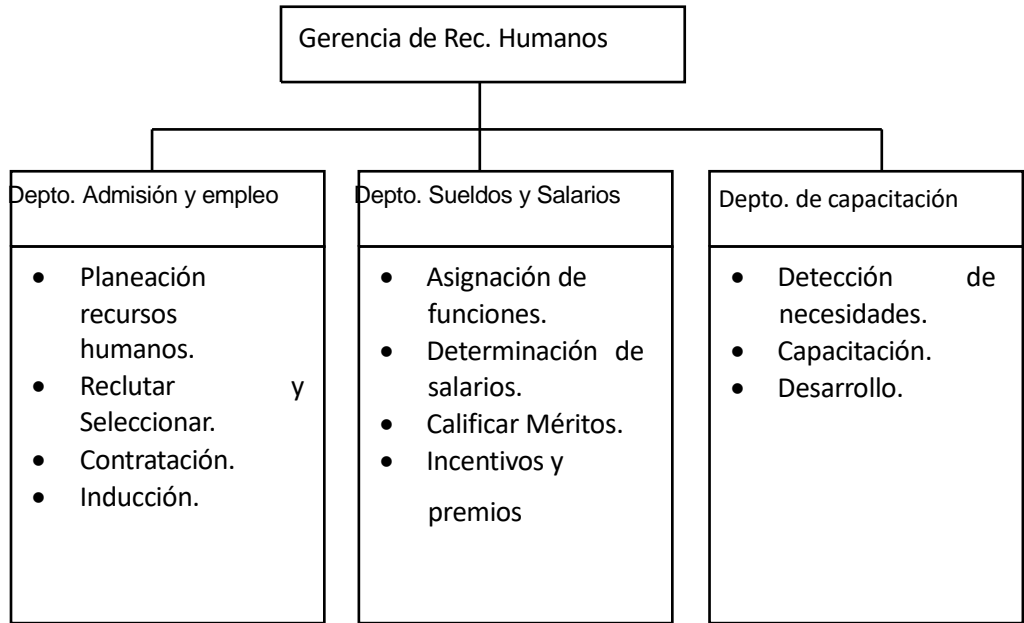 Gerencia de Rec. Humanos
Depto. Admisión y empleo
• Planeación
recursos
humanos.
• Reclutar y
Seleccionar.
• Contratación.
• Inducción.
Depto. Sueldos y Salarios
• Asignación de
funciones.
• Determinación de
salarios.
• Calificar Méritos.
• Incentivos y
premios
Depto. de capacitación
• Detección de
necesidades.
• Capacitación.
• Desarrollo.